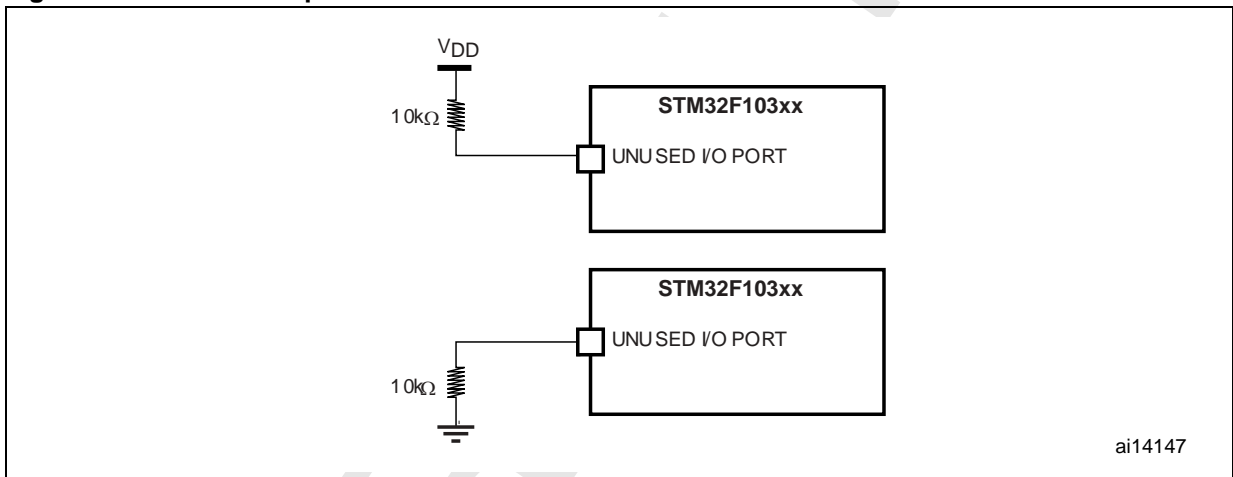 VDD
10kΩ
STM32F103xx
UNUSED I/O PORT
STM32F103xx
UNUSED I/O PORT
10kΩ
ai14147